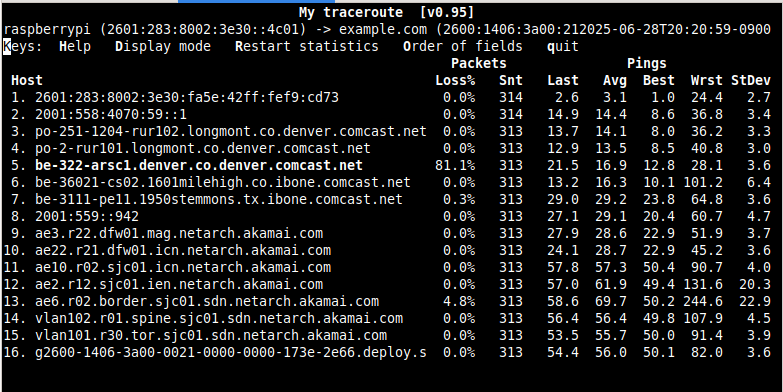 My traceroute  [v0.95]
raspberrypi (2601:283:8002:3e30::4c01) -> example.com (2600:1406:3a00:212025-06-28T20:20:59-0900
Keys:  Help   Display mode   Restart statistics   Order of fields   quit
Packets               Pings
Host                                     Loss%   Snt   Last   Avg  Best  Wrst StDev
1. 2601:283:8002:3e30:fa5e:42ff:fef9:cd73   0.0%   314    2.6   3.1   1.0  24.4   2.7
2. 2001:558:4070:59::1   0.0%   314   14.9  14.4   8.6  36.8   3.4
3. po-251-1204-rur102.longmont.co.denver.comcast.net   0.0%   313   13.7  14.1   8.0  36.2   3.3
4. po-2-rur101.longmont.co.denver.comcast.net   0.0%   313   12.9  13.5   8.5  40.8   3.0
5. be-322-arsc1.denver.co.denver.comcast.net   81.1%   313   21.5  16.9  12.8  28.1   3.6
6. be-36021-cs02.1601milehigh.co.ibone.comcast.net   0.0%   313   13.2  16.3  10.1 101.2   6.4
7. be-3111-pe11.1950stemmons.tx.ibone.comcast.net   0.3%   313   29.0  29.2  23.8  64.8   3.6
8. 2001:559::942   0.0%   313   27.1  29.1  20.4  60.7   4.7
9. ae3.r22.dfw01.mag.netarch.akamai.com   0.0%   313   27.9  28.6  22.9  51.9   3.7
10. ae22.r21.dfw01.icn.netarch.akamai.com   0.0%   313   24.1  28.7  22.9  45.2   3.6
11. ae10.r02.sjc01.icn.netarch.akamai.com   0.0%   313   57.8  57.3  50.4  90.7   4.0
12. ae2.r12.sjc01.ien.netarch.akamai.com   0.0%   313   57.0  61.9  49.4 131.6  20.3
13. ae6.r02.border.sjc01.sdn.netarch.akamai.com   4.8%   313   58.6  69.7  50.2 244.6  22.9
14. vlan102.r01.spine.sjc01.sdn.netarch.akamai.com   0.0%   313   56.4  56.4  49.8 107.9   4.5
15. vlan101.r30.tor.sjc01.sdn.netarch.akamai.com   0.0%   313   53.5  55.7  50.0  91.4   3.9
16. g2600-1406-3a00-0021-0000-0000-173e-2e66.deploy.s   0.0%   313   54.4  56.0  50.1  82.0   3.6